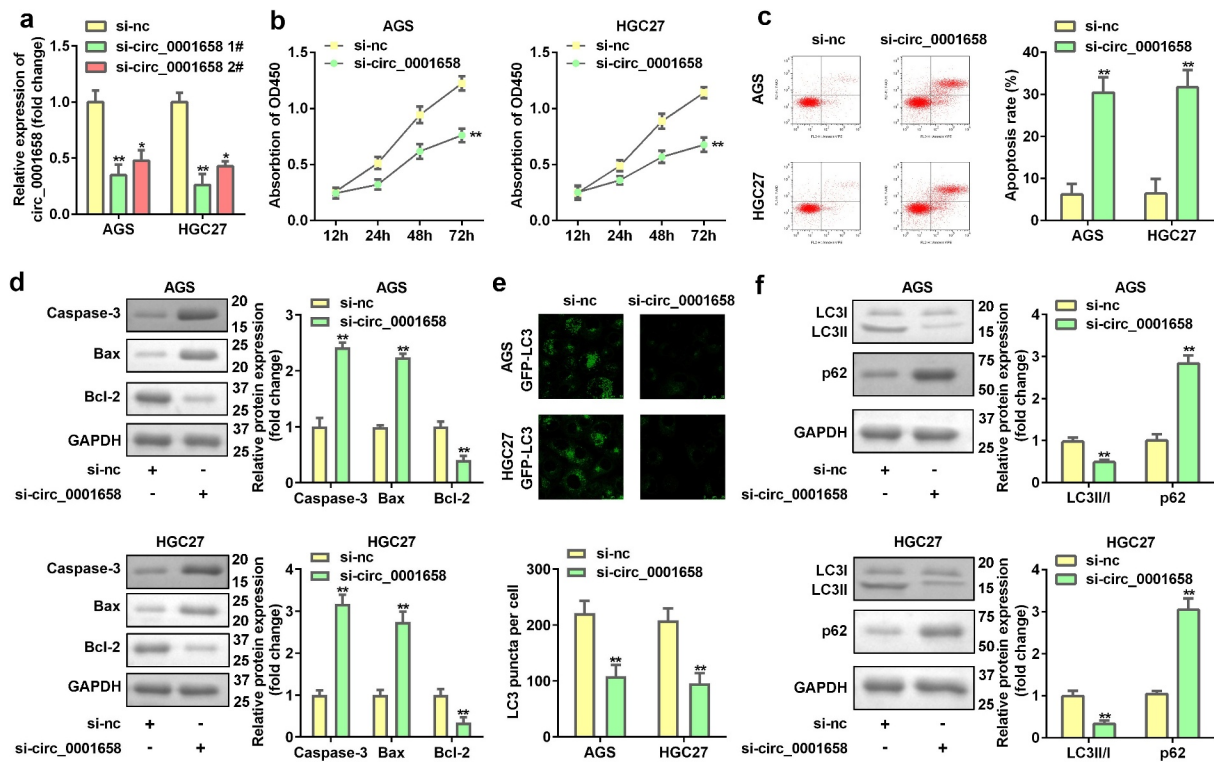 a
si-nc
si-circ_0001658 1#
si-circ_0001658 2#
Relative expression of
circ_0001658 (fold change)
1.5
1.0
0.5
0.0
**
*
**
*
AGS
HGC27
b
AGS
si-nc
si-circ_0001658
Absorbtion of OD450
1.5
1.0
0.5
0.0
**
12h
24h
48h
72h
HGC27
si-nc
si-circ_0001658
Absorbtion of OD450
1.5
1.0
0.5
0.0
**
12h
24h
48h
72h
c
si-nc
si-circ_0001658
AGS
HGC27
si-nc
si-circ_0001658
Apoptosis rate (%)
40
30
20
10
0
**
**
AGS
HGC27
d
AGS
Caspase-3
20
15
Bax
25
20
Bcl-2
37
25
GAPDH
37
25
si-nc + -
si-circ_0001658 - +
AGS
si-nc
si-circ_0001658
Relative protein expression
(fold change)
3
2
1
0
**
**
**
Caspase-3
Bax
Bcl-2
HGC27
Caspase-3
20
15
Bax
25
20
Bcl-2
37
25
GAPDH
37
25
si-nc + -
si-circ_0001658 - +
HGC27
si-nc
si-circ_0001658
Relative protein expression
(fold change)
4
3
2
1
0
**
**
**
Caspase-3
Bax
Bcl-2
e
si-nc
si-circ_0001658
AGS
GFP-LC3
HGC27
GFP-LC3
si-nc
si-circ_0001658
LC3 puncta per cell
300
200
100
0
**
**
AGS
HGC27
f
AGS
LC3I
LC3II
20
15
p62
75
50
GAPDH
37
25
si-nc + -
si-circ_0001658 - +
AGS
si-nc
si-circ_0001658
Relative protein expression
(fold change)
4
3
2
1
0
**
**
LC3II/I
p62
HGC27
LC3I
LC3II
20
15
p62
75
50
GAPDH
37
25
si-nc + -
si-circ_0001658 - +
HGC27
si-nc
si-circ_0001658
Relative protein expression
(fold change)
4
3
2
1
0
**
**
LC3II/I
p62